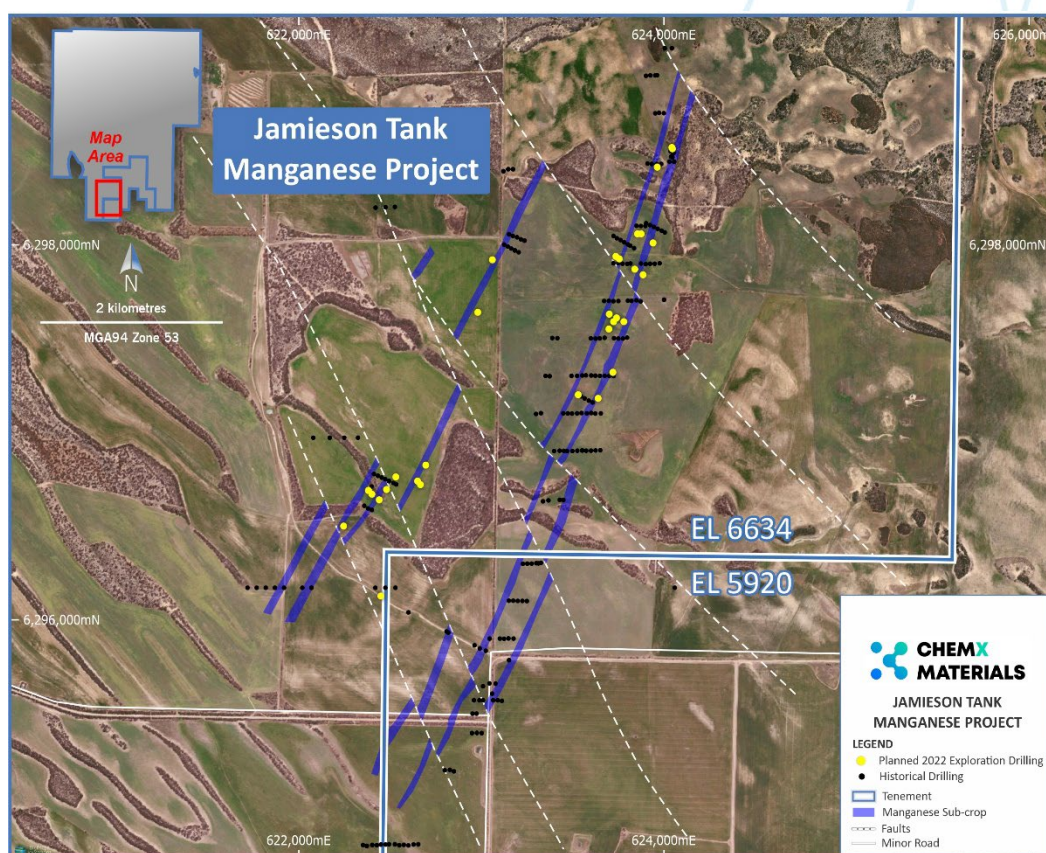 622,000mE
624,000mE
626,000mN
Map
Area
Jamieson Tank
Manganese Project
6,298,000mN
6,298,000mN
N
2 kilometres
MGA94 Zone 53
EL 6634
EL 5920
6,296,000mN
CHEMX
MATERIALS
JAMIESON TANK
MANGANESE PROJECT
LEGEND
Planned 2022 Exploration Drilling
Historical Drilling
Tenement
Manganese Sub-crop
Faults
Minor Road
622,000mE
624,000mE